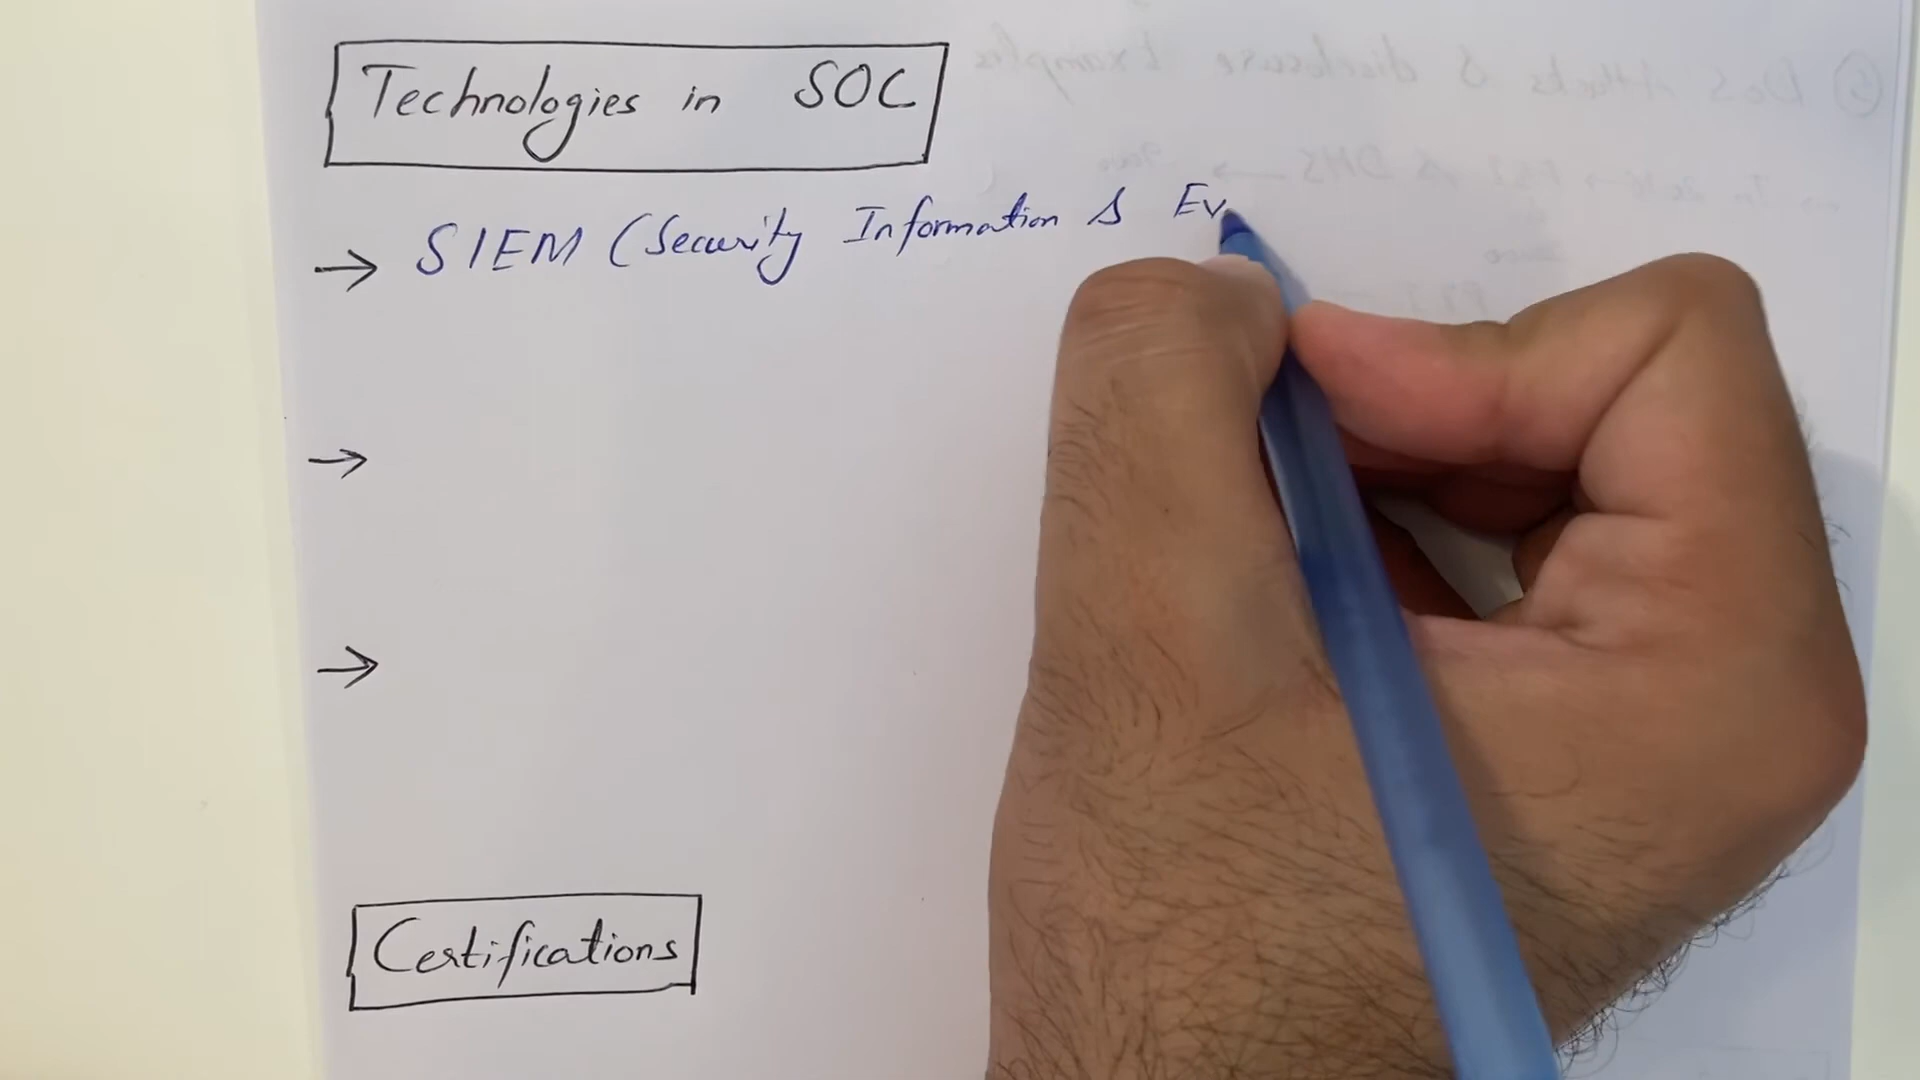 Technologies in SOC
→ SIEM (Security Information & Ev
→
→
Certifications